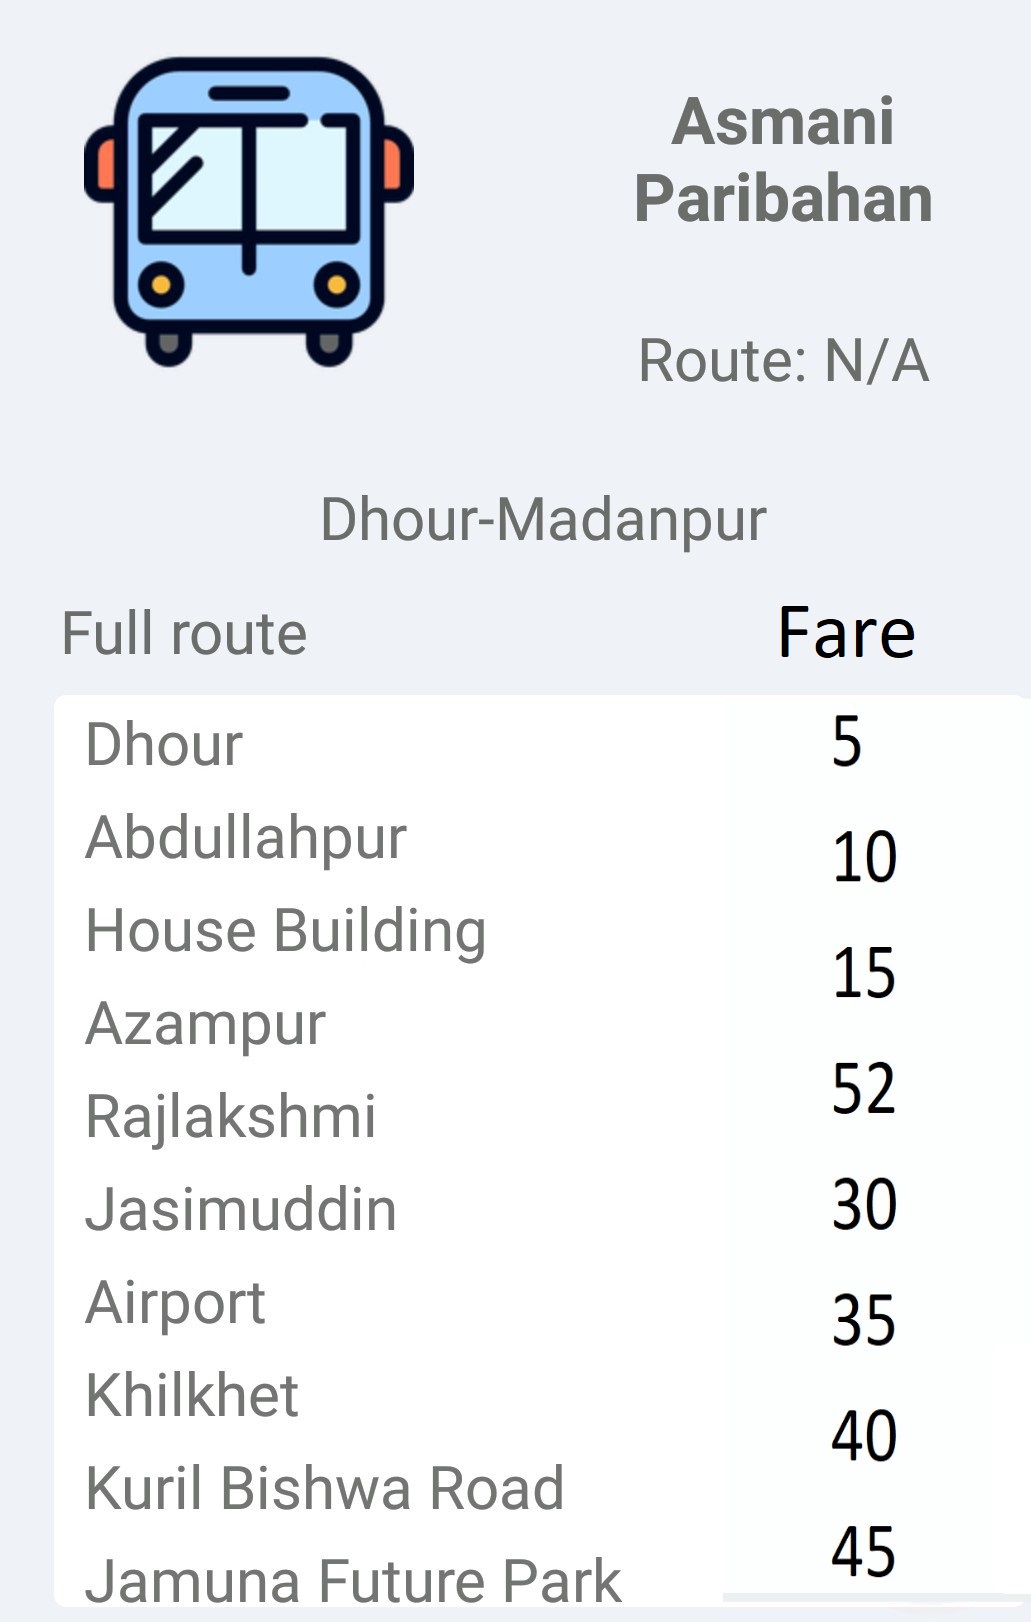 Asmani
Paribahan
Route: N/A
Dhour-Madanpur
Full route Fare
Dhour 5
Abdullahpur 10
House Building 15
Azampur
Rajlakshmi 52
Jasimuddin 30
Airport 35
Khilkhet 40
Kuril Bishwa Road
Jamuna Future Park 45